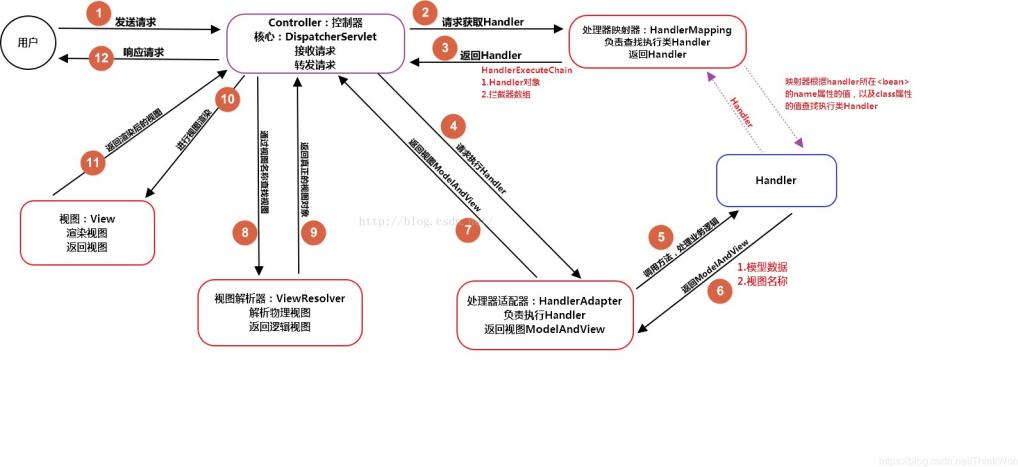 1
发送请求
用户
12
响应请求
Controller：控制器
核心：DispatcherServlet
接收请求
转发请求
2
请求获取Handler
3
返回Handler
HandlerExecuteChain
1.Handler对象
2.拦截器数组
处理器映射器：HandlerMapping
负责查找执行类Handler
返回Handler
映射器根据handler所在<bean>
的name属性的值，以及class属性
的值查找执行类Handler
Handler
Handler
4
请求执行Handler
5
调用方法，处理业务逻辑
6
返回ModelAndView
1.模型数据
2.视图名称
处理器适配器：HandlerAdapter
负责执行Handler
返回视图ModelAndView
7
返回视图ModelAndView
8
通过视图名称查找视图
9
返回真正的视图对象
视图解析器：ViewResolver
解析物理视图
返回逻辑视图
10
进行视图渲染
11
返回渲染后的视图
视图：View
渲染视图
返回视图
http://blog.csdn.net/
https://blog.csdn.net/ThinkWon